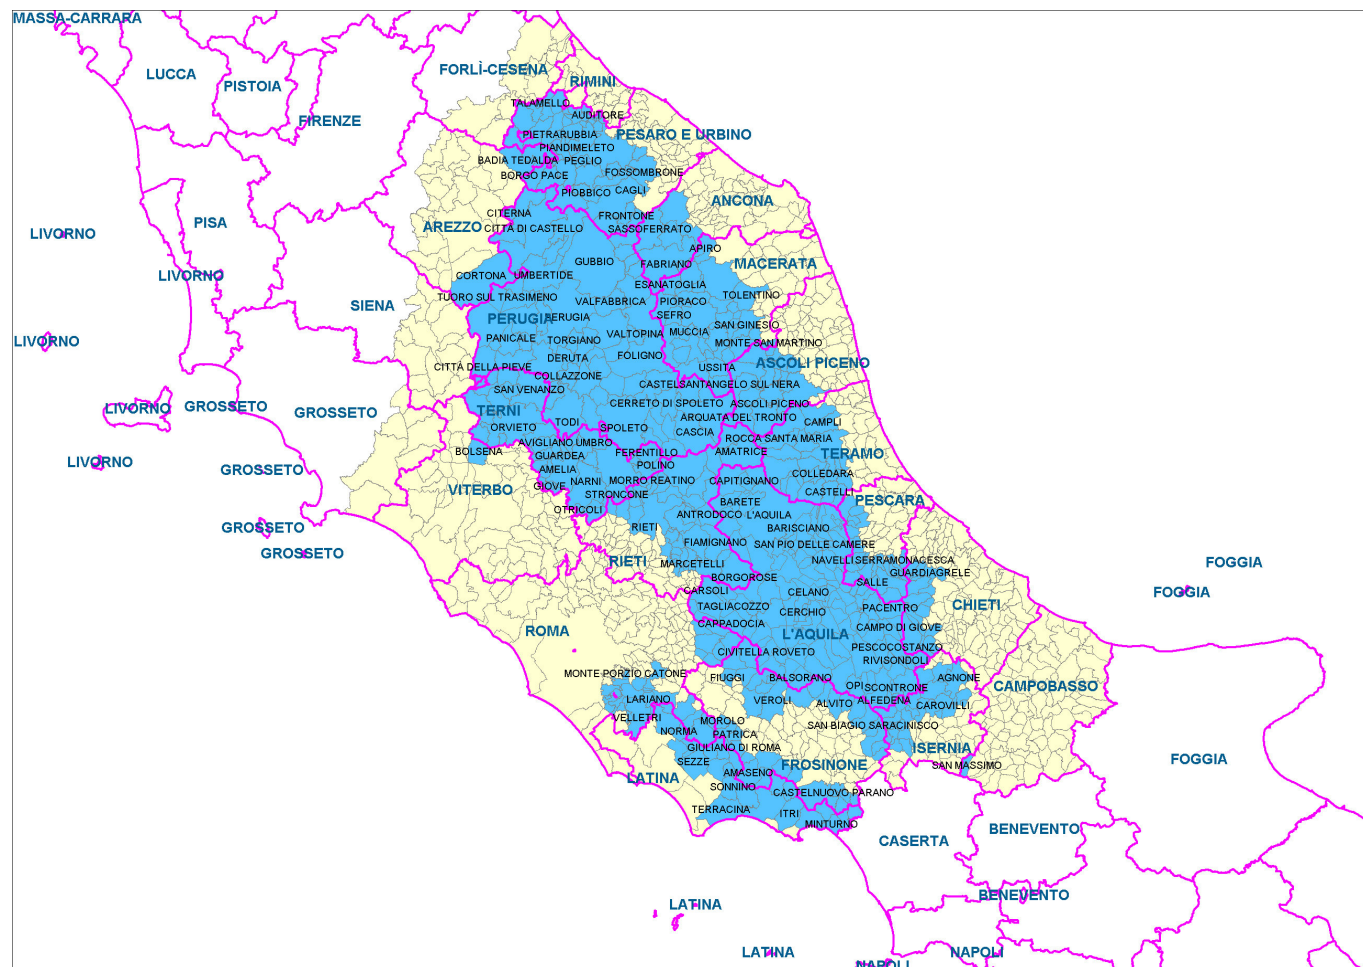 MASSA-CARRARA
LUCCA
PISTOIA
FIRENZE
FORLÌ-CESENA
RIMINI
TALAMELLO
AUDITORE
PESARO E URBINO
PIETRARUBBIA
PIANDIMELETO
BADIA TEDALDA
PEGLIO
BORGO PACE
FOSSOMBRONE
PIOBBICO
CAGLI
ANCONA
PISA
AREZZO
CITERNA
FRONTONE
CITTÀ DI CASTELLO
SASSOFERRATO
LIVORNO
APIRO
GUBBIO
FABRIANO
MACERATA
LIVORNO
CORTONA
UMBERTIDE
ESANATOGLIA
TUORO SUL TRASIMENO
VALFABBRICA
PIORACO
TOLENTINO
SIENA
PERUGIA
PERUGIA
SEFRO
SAN GINESIO
MUCCIA
PANICALE
TORGIANO
VALTOPINA
MONTE SAN MARTINO
LIVORNO
DERUTA
FOLIGNO
ASCOLI PICENO
CITTÀ DELLA PIEVE
COLLAZZONE
USSITA
SAN VENANZO
CASTELSANTANGELO SUL NERA
LIVORNO
GROSSETO
GROSSETO
TERNI
CERRETO DI SPOLETO
ASCOLI PICENO
ARQUATA DEL TRONTO
CAMPLI
ORVIETO
TODI
SPOLETO
CASCIA
ROCCA SANTA MARIA
AVIGLIANO UMBRO
BOLSENA
GUARDEA
FERENTILLO
AMATRICE
TERAMO
LIVORNO
GROSSETO
AMELIA
POLINO
COLLEDARA
VITERBO
GIOVE
NARNI
MORRO REATINO
CAPITIGNANO
STRONCONE
CASTELLI
PESCARA
OTRICOLI
BARETE
ANTRODOCO
L'AQUILA
GROSSETO
RIETI
BARISCIANO
FIAMIGNANO
SAN PIO DELLE CAMERE
GROSSETO
RIETI
MARCETELLI
NAVELLI
SERRAMONACESCA
FOGGIA
GUARDIAGRELE
BORGOROSE
SALLE
CARSOLI
CELANO
FOGGIA
TAGLIACOZZO
CERCHIO
PACENTRO
CHIETI
CAPPADOCIA
CAMPO DI GIOVE
ROMA
L'AQUILA
CIVITELLA ROVETO
PESCOCOSTANZO
RIVISONDOLI
MONTE PORZIO CATONE
FIUGGI
BALSORANO
AGNONE
OPI
SCONTRONE
CAMPOBASSO
LARIANO
VEROLI
ALVITO
ALFEDENA
CAROVILLI
VELLETRI
MOROLO
SAN BIAGIO SARACINISCO
NORMA
PATRICA
GIULIANO DI ROMA
ISERNIA
SEZZE
FROSINONE
SAN MASSIMO
FOGGIA
LATINA
AMASENO
SONNINO
CASTELNUOVO PARANO
TERRACINA
ITRI
MINTURNO
BENEVENTO
CASERTA
BENEVENTO
LATINA
LATINA
NAPOLI
NAPOLI